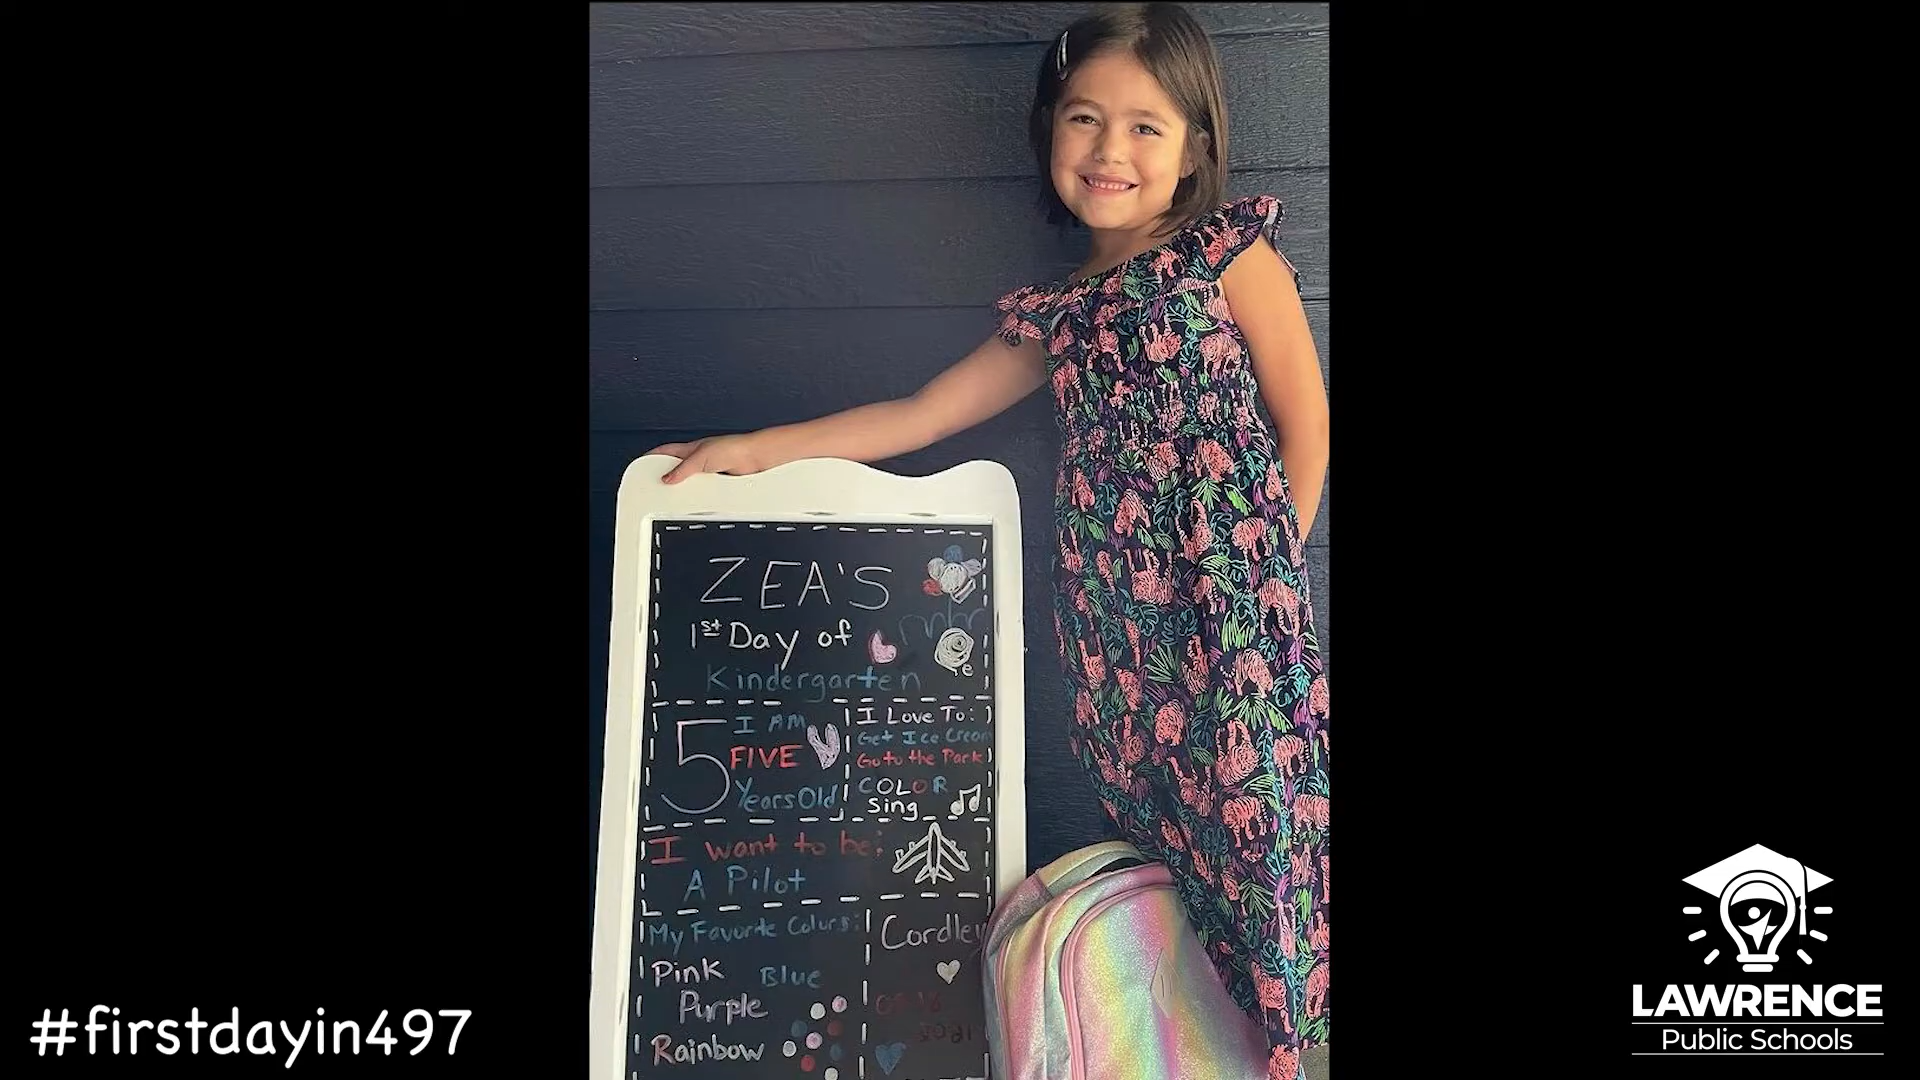 ZEA'S
1st Day of
Kindergarten
5 I AM
FIVE
Years Old
I Love To:
Get Ice Cream
Go to the Park
COLOR
Sing
I want to be:
A Pilot
My Favorite Colors:
Pink Blue
Purple
Rainbow
Cordley
2021
#firstdayin497
LAWRENCE
Public Schools